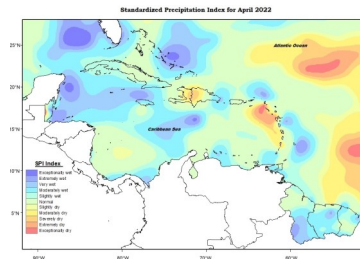 Standardized Precipitation Index for April 2022
Atlantic Ocean
25°N
20°N
15°N
Caribbean Sea
10°N
5°N
SPI Index
Exceptionally wet
Extremely wet
Very wet
Moderately wet
Slightly wet
Normal
Slightly dry
Moderately dry
Severely dry
Extremely dry
Exceptionally dry
80°W
70°W